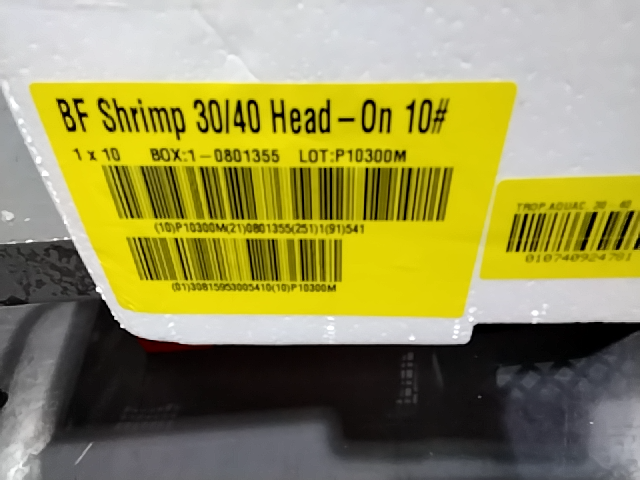 BF Shrimp 30/40 Head-On 10#
1 x 10 BOX:1-0801355 LOT:P10300M
(10)P10300M(21)0801355(251)1(91)541
(01)30815953005410(10)P10300M
TROP.AQUAC 30 40
010740924781